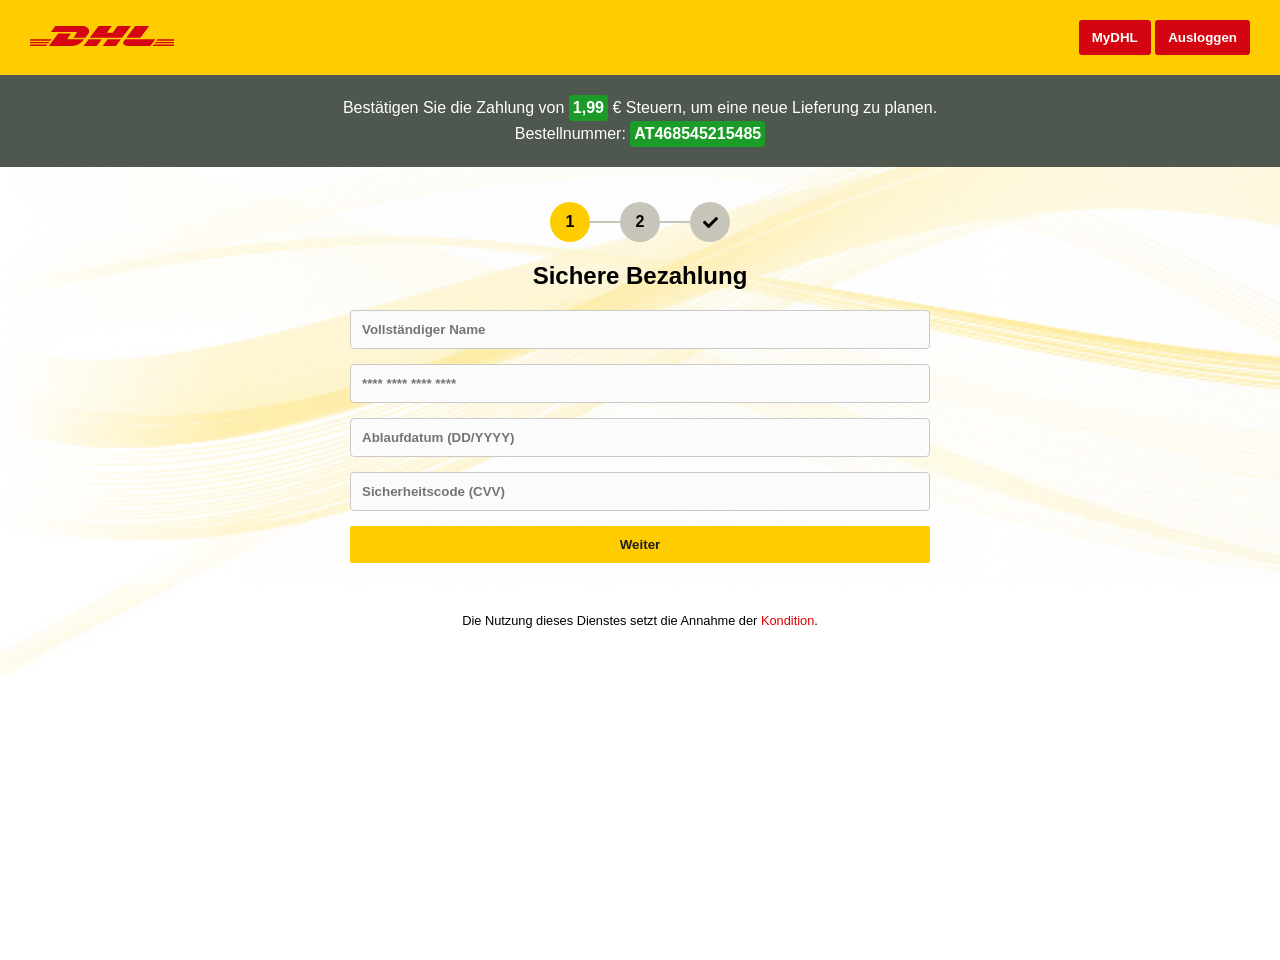 DHL
MyDHL
Ausloggen
Bestätigen Sie die Zahlung von 1,99 € Steuern, um eine neue Lieferung zu planen.
Bestellnummer: AT468545215485
1
2
Sichere Bezahlung
Vollständiger Name
**** **** **** ****
Ablaufdatum (DD/YYYY)
Sicherheitscode (CVV)
Weiter
Die Nutzung dieses Dienstes setzt die Annahme der Kondition.